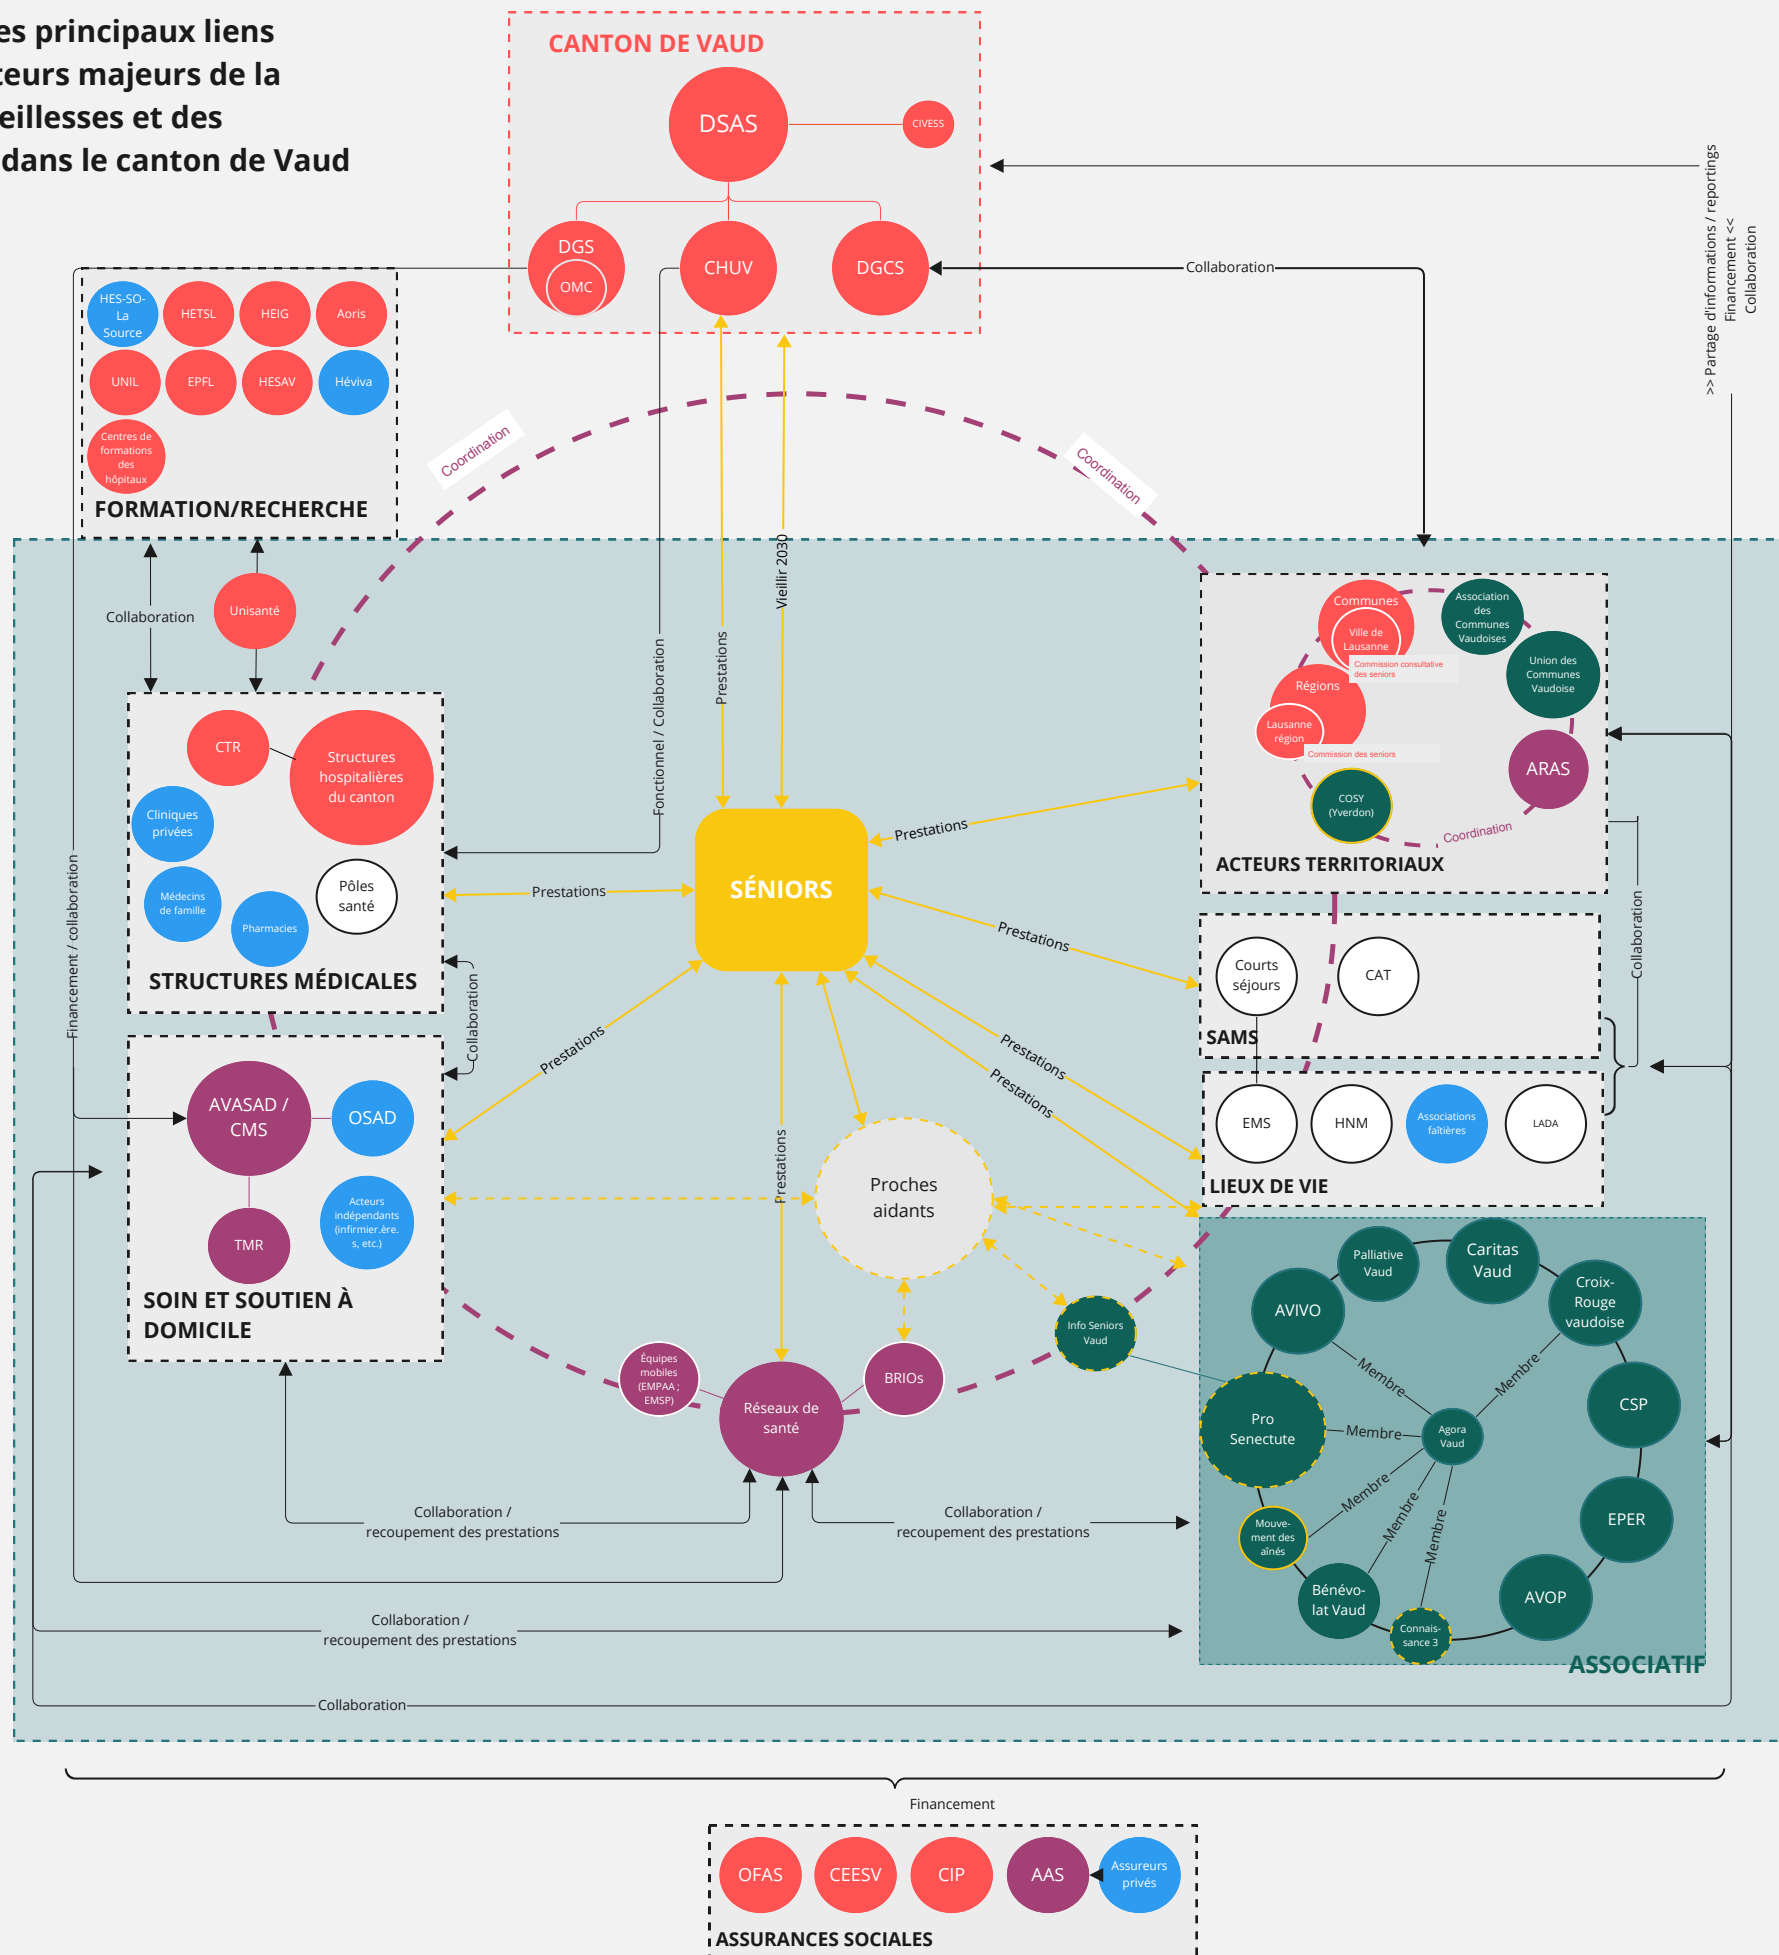 es principaux liens
teurs majeurs de la
eillesses et des
dans le canton de Vaud
CANTON DE VAUD
DSAS
CIVESS
DGS
OMC
CHUV
DGCS
Collaboration
>> Partage d'informations / reportings
Financement <<
Collaboration
HES-SO-
La
Source
HETSL
HEIG
Aoris
UNIL
EPFL
HESAV
Héviva
Centres de
formations
des
hôpitaux
FORMATION/RECHERCHE
Coordination
Coordination
Collaboration
Unisanté
Fonctionnel / Collaboration
Prestations
Vieillir 2030
Communes
Ville de
Lausanne
Commission consultative
des seniors
Régions
Lausanne
région
Commission des seniors
Association
des
Communes
Vaudoises
Union des
Communes
Vaudoise
ARAS
COSY
(Yverdon)
Coordination
ACTEURS TERRITORIAUX
CTR
Structures
hospitalières
du canton
Cliniques
privées
Médecins
de famille
Pharmacies
Pôles
santé
STRUCTURES MÉDICALES
Financement / collaboration
Collaboration
SÉNIORS
Prestations
Prestations
Prestations
Prestations
Prestations
Prestations
Prestations
Collaboration
Courts
séjours
CAT
SAMS
EMS
HNM
Associations
faîtières
LADA
LIEUX DE VIE
AVASAD /
CMS
OSAD
TMR
Acteurs
indépendants
(infirmier.ère.
s, etc.)
SOIN ET SOUTIEN À
DOMICILE
Proches
aidants
Info Seniors
Vaud
Équipes
mobiles
(EMPAA ;
EMSP)
Réseaux de
santé
BRIOs
Palliative
Vaud
Caritas
Vaud
Croix-
Rouge
vaudoise
AVIVO
CSP
Pro
Senectute
Agora
Vaud
Membre
Membre
Membre
Membre
Membre
Membre
Mouve-
ment des
aînés
EPER
Bénévo-
lat Vaud
Connais-
sance 3
AVOP
ASSOCIATIF
Collaboration /
recoupement des prestations
Collaboration /
recoupement des prestations
Collaboration /
recoupement des prestations
Collaboration
Financement
OFAS
CEESV
CIP
AAS
Assureurs
privés
ASSURANCES SOCIALES